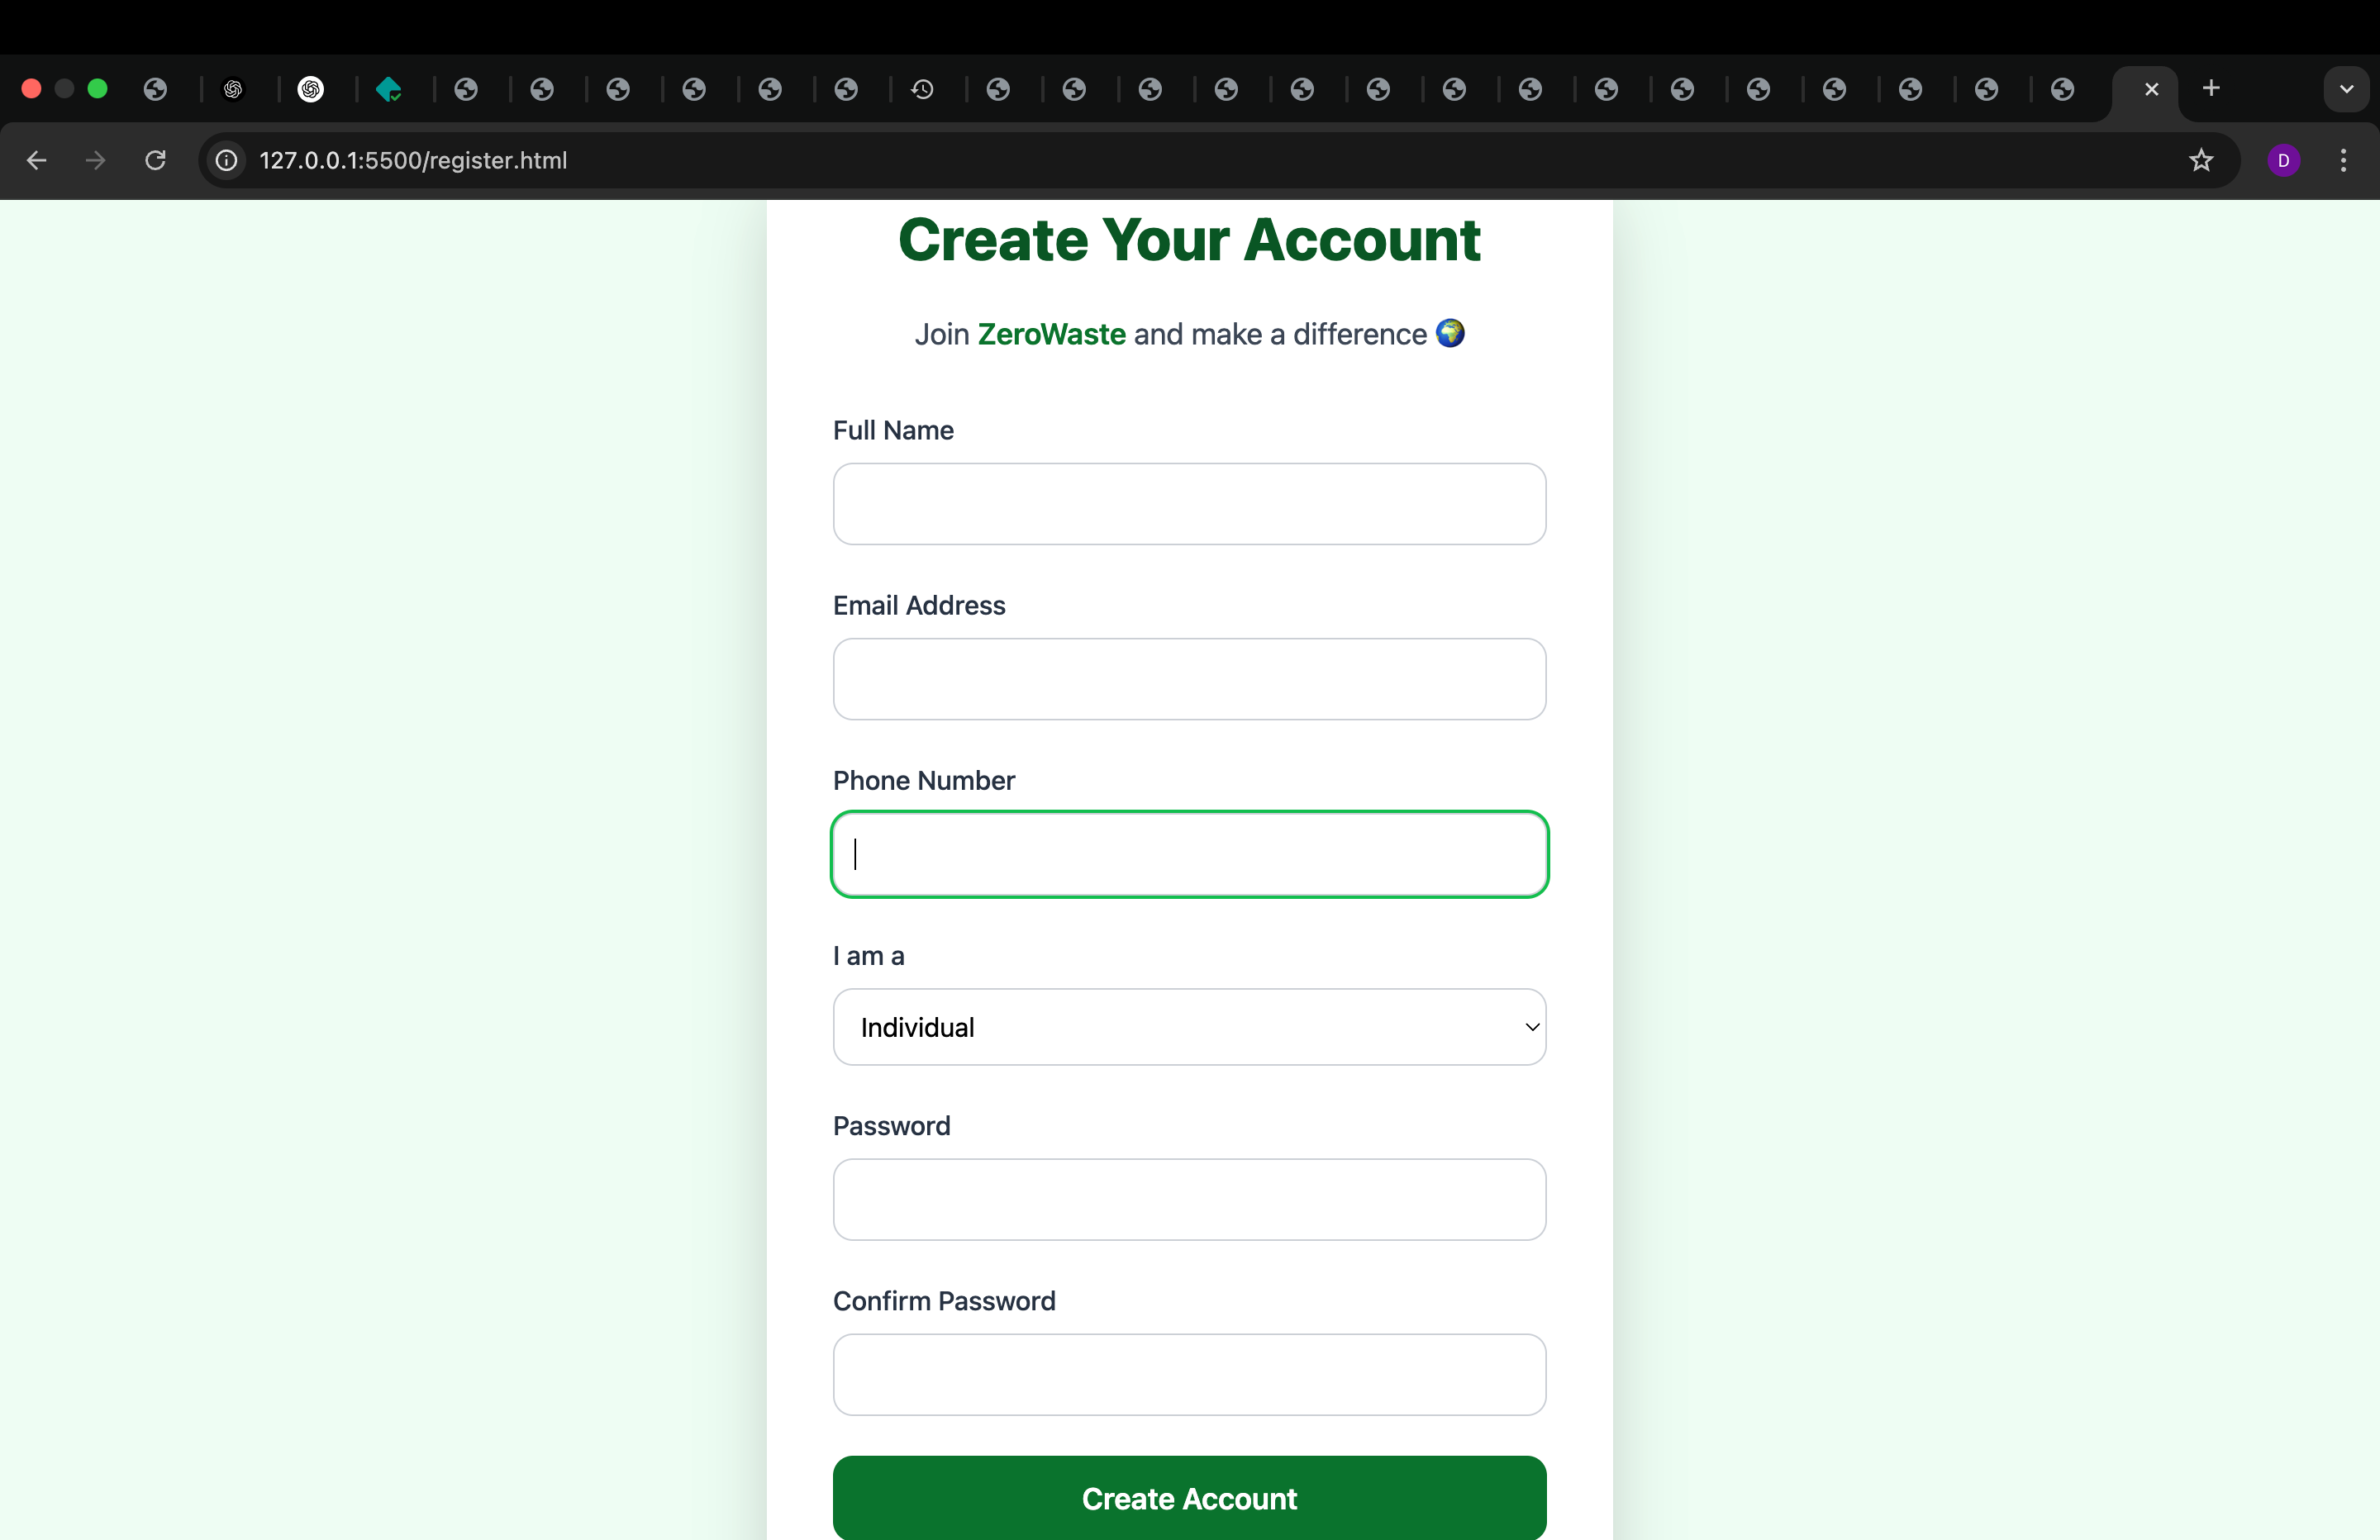 127.0.0.1:5500/register.html
D
Create Your Account
Join ZeroWaste and make a difference 🌍
Full Name
Email Address
Phone Number
I am a
Individual
Password
Confirm Password
Create Account